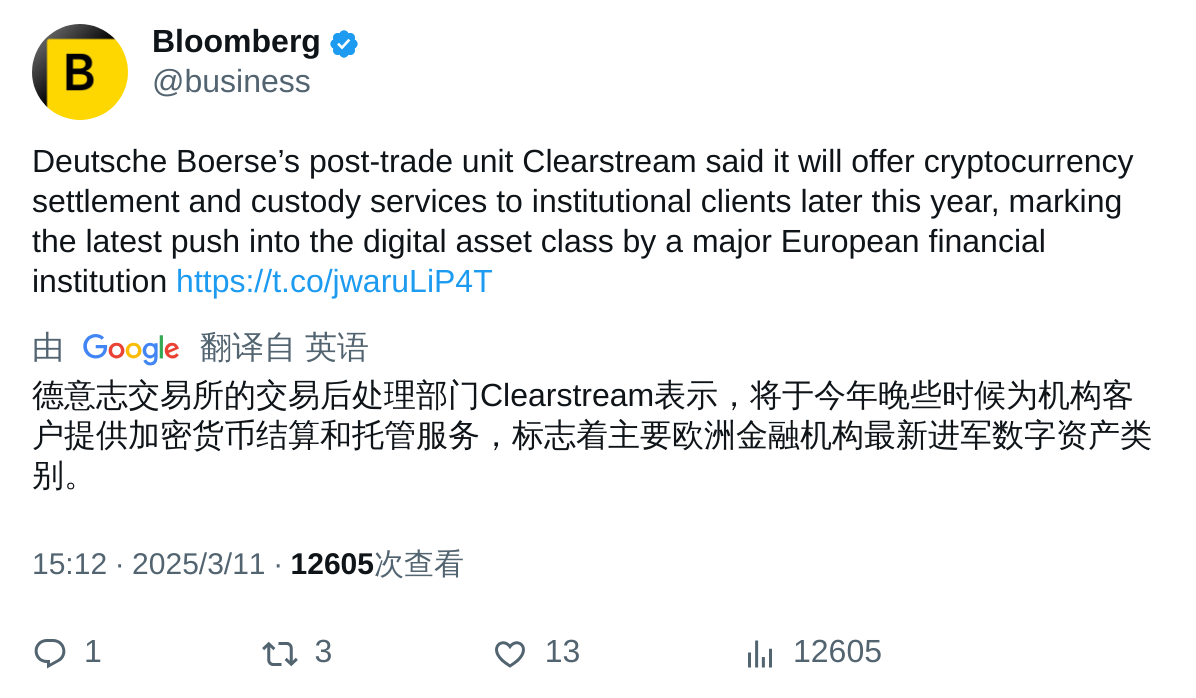 B
Bloomberg
@business
Deutsche Boerse’s post-trade unit Clearstream said it will offer cryptocurrency
settlement and custody services to institutional clients later this year, marking
the latest push into the digital asset class by a major European financial
institution https://t.co/jwaruLiP4T
由 Google 翻译自 英语
德意志交易所的交易后处理部门Clearstream表示，将于今年晚些时候为机构客
户提供加密货币结算和托管服务，标志着主要欧洲金融机构最新进军数字资产类
别。
15:12 · 2025/3/11 · 12605次查看
1 3 13 12605